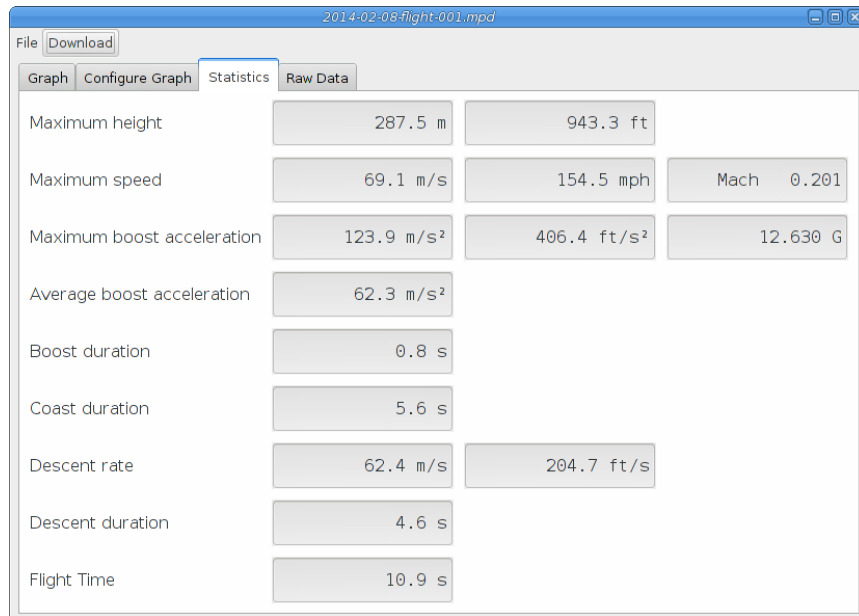 2014-02-08-flight-001.mpd
File Download
Graph Configure Graph Statistics Raw Data
Maximum height 287.5 m 943.3 ft
Maximum speed 69.1 m/s 154.5 mph Mach 0.201
Maximum boost acceleration 123.9 m/s² 406.4 ft/s² 12.630 G
Average boost acceleration 62.3 m/s²
Boost duration 0.8 s
Coast duration 5.6 s
Descent rate 62.4 m/s 204.7 ft/s
Descent duration 4.6 s
Flight Time 10.9 s